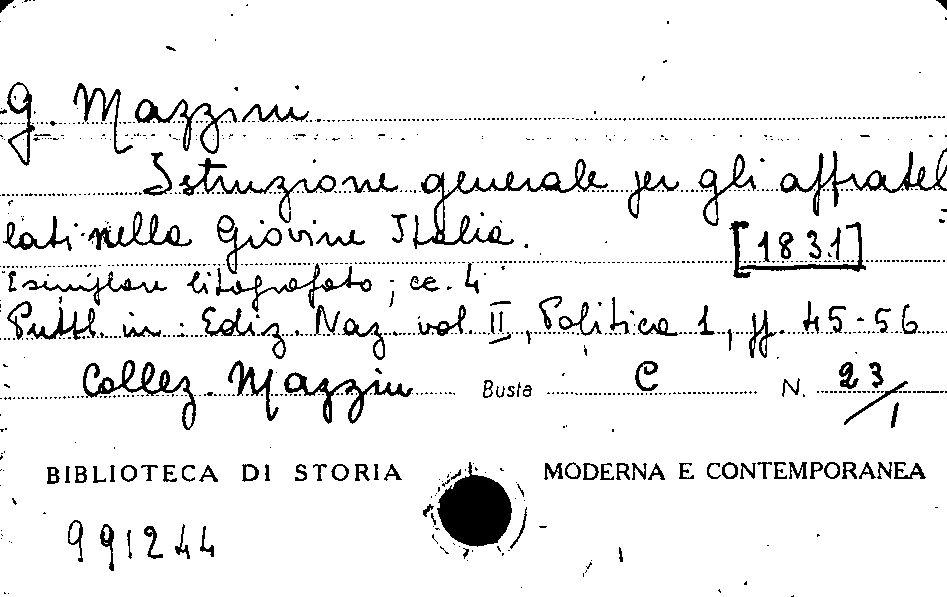 G. Mazzini.
Istruzione generale per gli affratel
lati nella Giovine Italia. [1831]
Esemplare litografato; cc. 4
Pubbl. in: Ediz. Naz. vol. II, Politica 1, pp. 45-56
Collez. Mazzini Busta C N. 23/1
BIBLIOTECA DI STORIA MODERNA E CONTEMPORANEA
991244